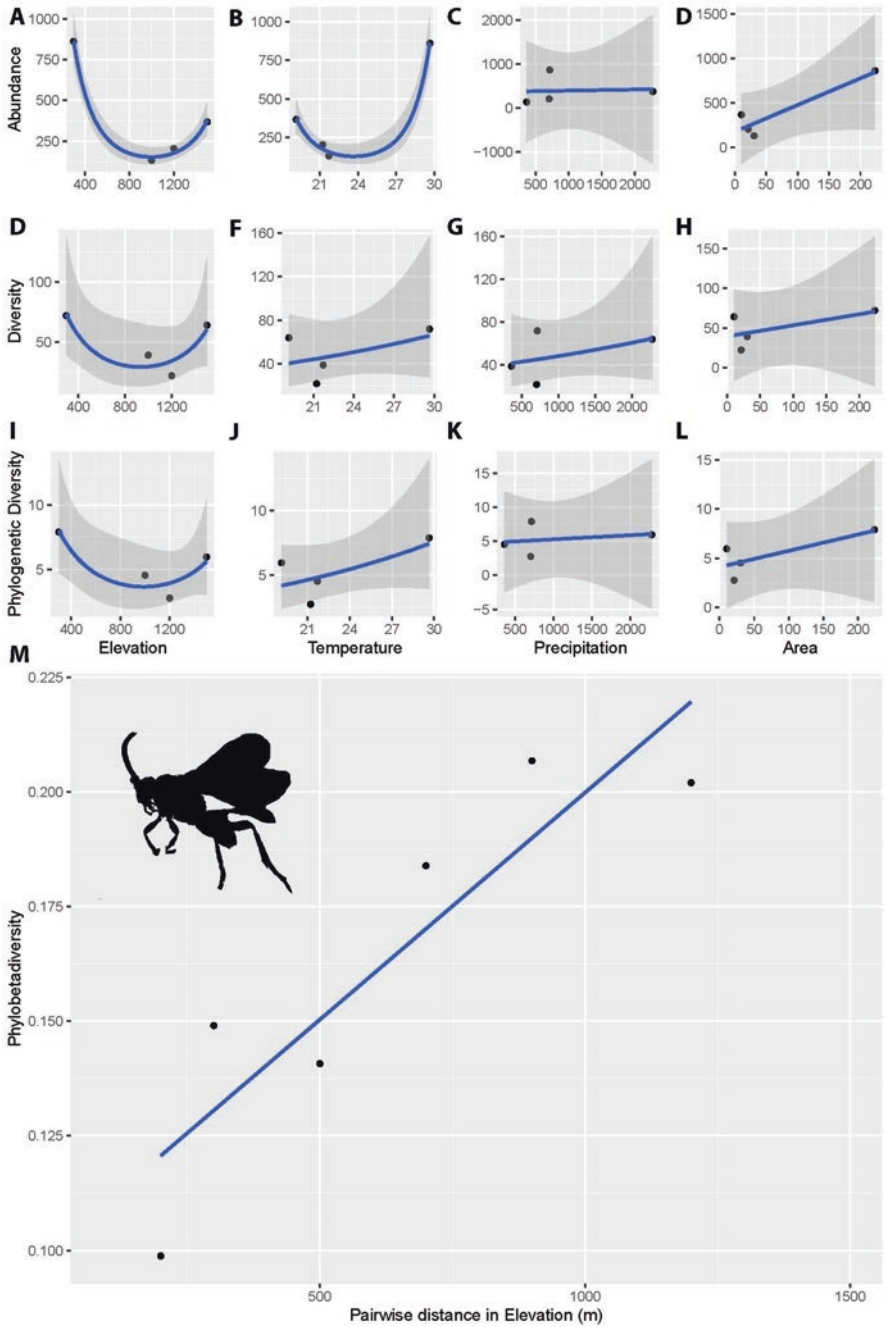 A B C D
Abundance
1000 750 500 250
400 800 1200
1000 750 500 250
21 24 27 30
2000 1000 0 −1000
500 1000 1500 2000
1500 1000 500 0
0 50 100 150 200
D F G H
Diversity
100 50
400 800 1200
160 120 80 40
21 24 27 30
160 120 80 40
500 1000 1500 2000
150 100 50 0
0 50 100 150 200
I J K L
Phylogenetic Diversity
10 5
400 800 1200
Elevation
10 5
21 24 27 30
Temperature
15 10 5 0 −5
500 1000 1500 2000
Precipitation
15 10 5 0
0 50 100 150 200
Area
M
Phylobetadiversity
0.225
0.200
0.175
0.150
0.125
0.100
500 1000 1500
Pairwise distance in Elevation (m)